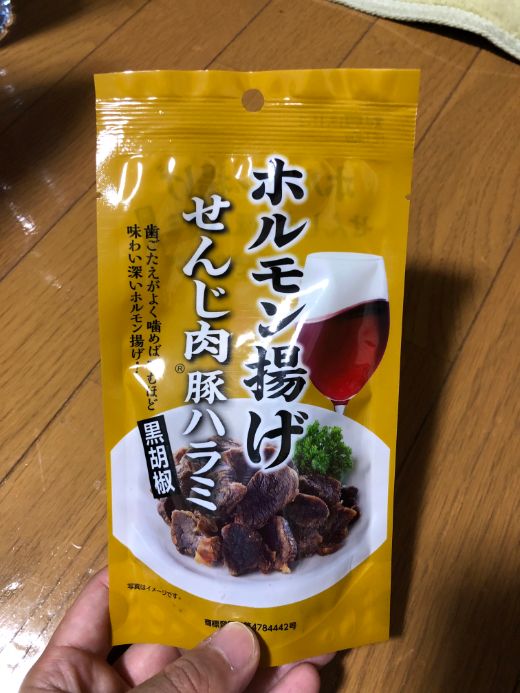 ホルモン揚げ
せんじ肉®豚ハラミ
歯ごたえがよく噛めば むほど
味わい深いホルモン揚げ!
黒胡椒
写真はイメージです。
商標 第4784442号